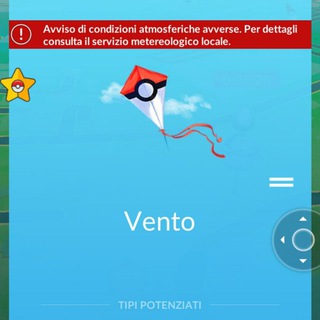 Avviso di condizioni atmosferiche avverse. Per dettagli
consulta il servizio metereologico locale.
Vento
TIPI POTENZIATI